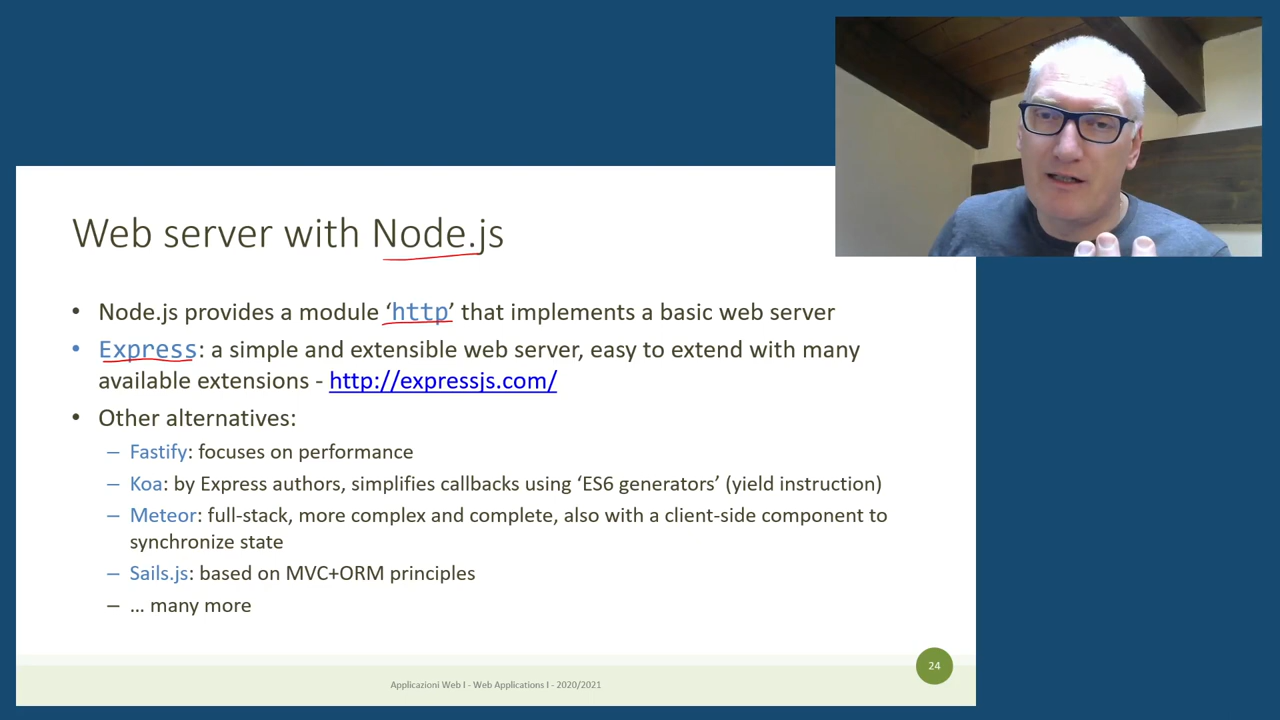 Web server with Node.js
• Node.js provides a module ‘http’ that implements a basic web server
• Express: a simple and extensible web server, easy to extend with many
available extensions - http://expressjs.com/
• Other alternatives:
– Fastify: focuses on performance
– Koa: by Express authors, simplifies callbacks using ‘ES6 generators’ (yield instruction)
– Meteor: full-stack, more complex and complete, also with a client-side component to
synchronize state
– Sails.js: based on MVC+ORM principles
– … many more
24
Applicazioni Web I - Web Applications I - 2020/2021